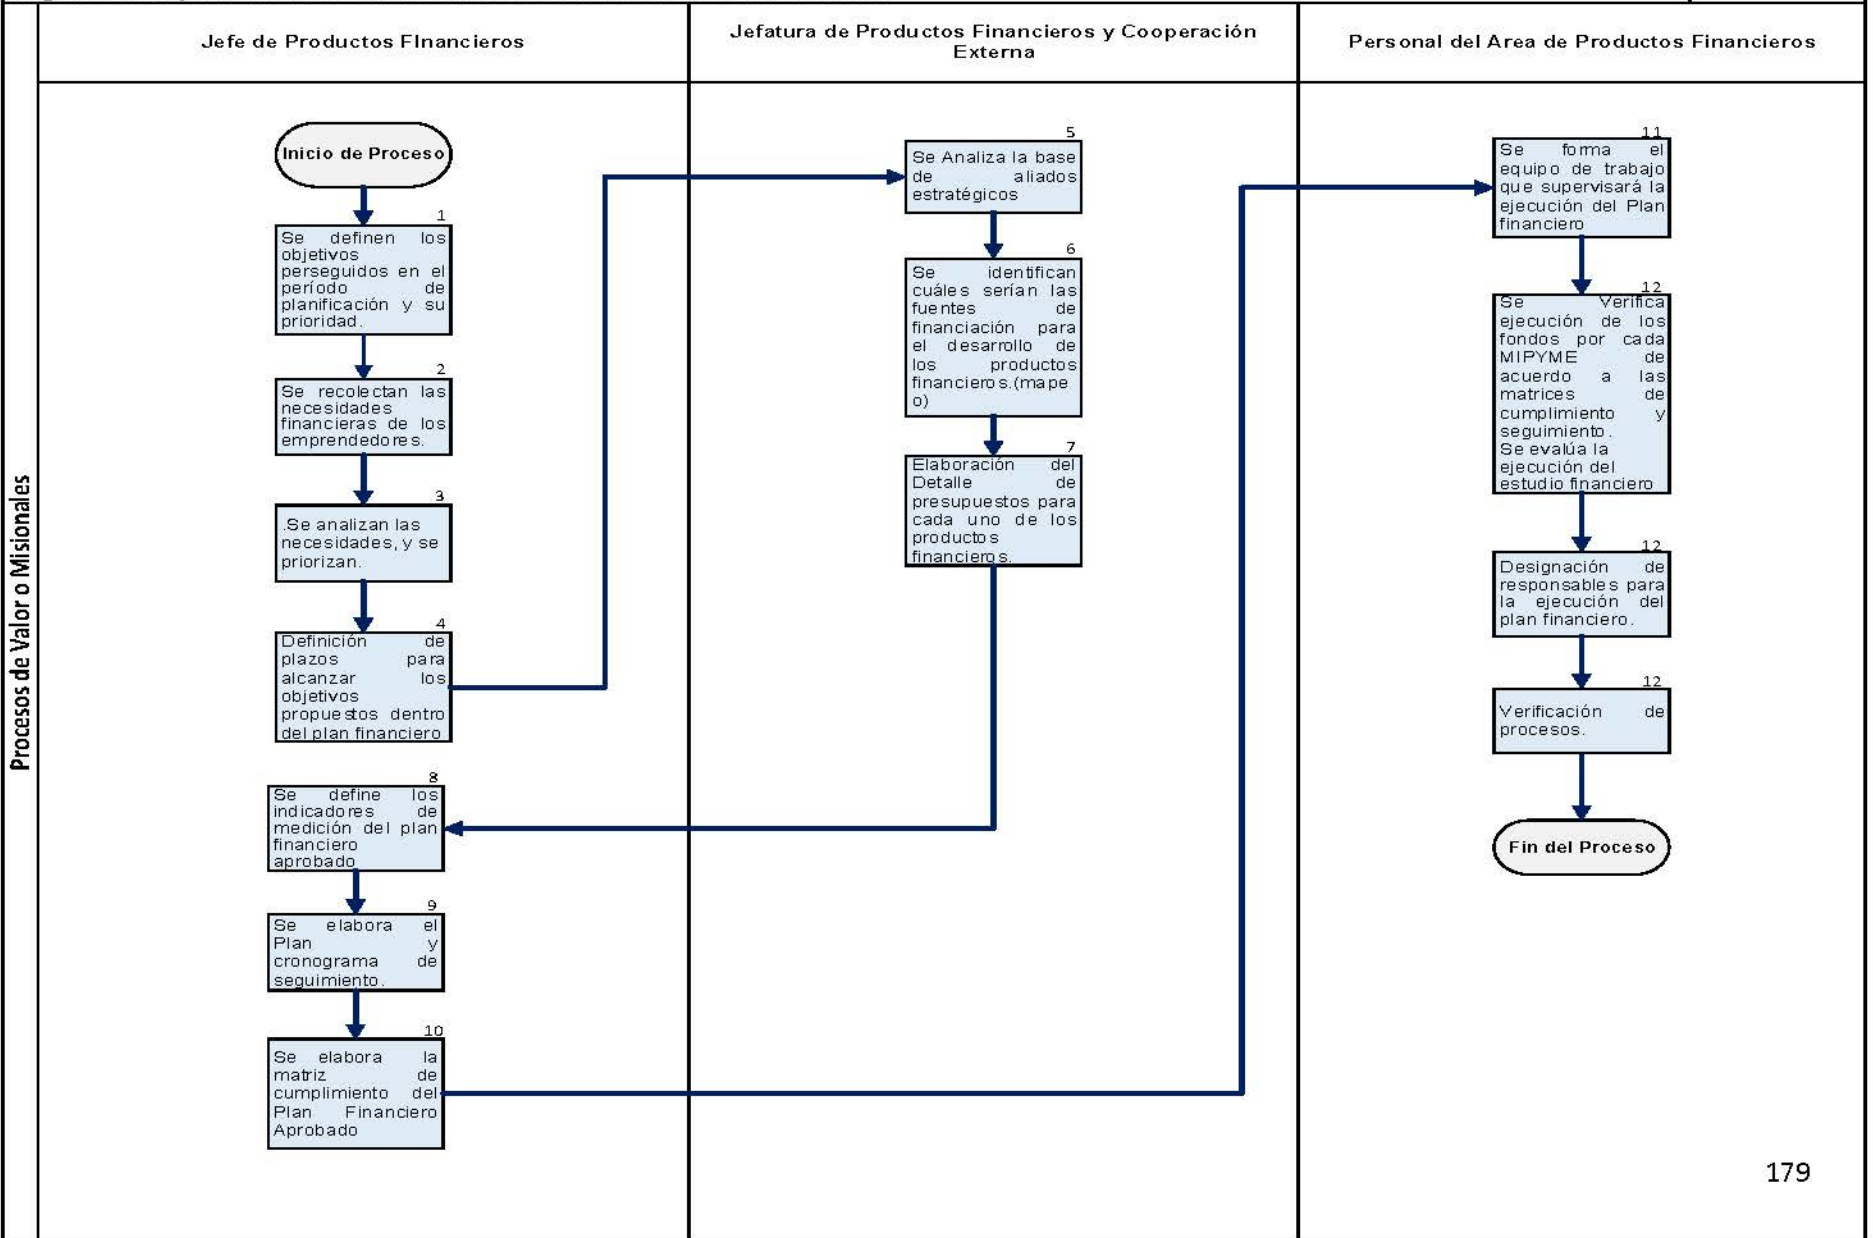 Jefe de Productos FInancieros
Jefatura de Productos Financieros y Cooperación
Externa
Personal del Area de Productos Financieros
Procesos de Valor o Misionales
Inicio de Proceso
1
Se definen los
objetivos
perseguidos en el
período de
planificación y su
prioridad.
2
Se recolectan las
necesidades
financieras de los
emprendedores.
3
.Se analizan las
necesidades, y se
priorizan.
4
Definición de
plazos para
alcanzar los
objetivos
propuestos dentro
del plan financiero
8
Se define los
indicadores de
medición del plan
financiero
aprobado
9
Se elabora el
Plan y
cronograma de
seguimiento.
10
Se elabora la
matriz de
cumplimiento del
Plan Financiero
Aprobado
5
Se Analiza la base
de aliados
estratégicos
6
Se identifican
cuáles serían las
fuentes de
financiación para
el desarrollo de
los productos
financieros.(mape
o)
7
Elaboración del
Detalle de
presupuestos para
cada uno de los
productos
financieros.
11
Se forma el
equipo de trabajo
que supervisará la
ejecución del Plan
financiero
12
Se Verifica
ejecución de los
fondos por cada
MIPYME de
acuerdo a las
matrices de
cumplimiento y
seguimiento.
Se evalúa la
ejecución del
estudio financiero
12
Designación de
responsables para
la ejecución del
plan financiero.
12
Verificación de
procesos.
Fin del Proceso
179